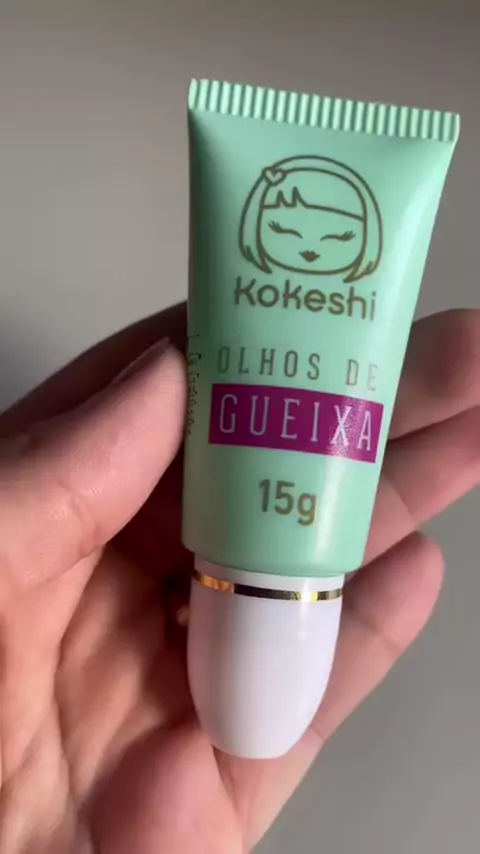 Kokeshi
OLHOS DE
GUEIXA
15g